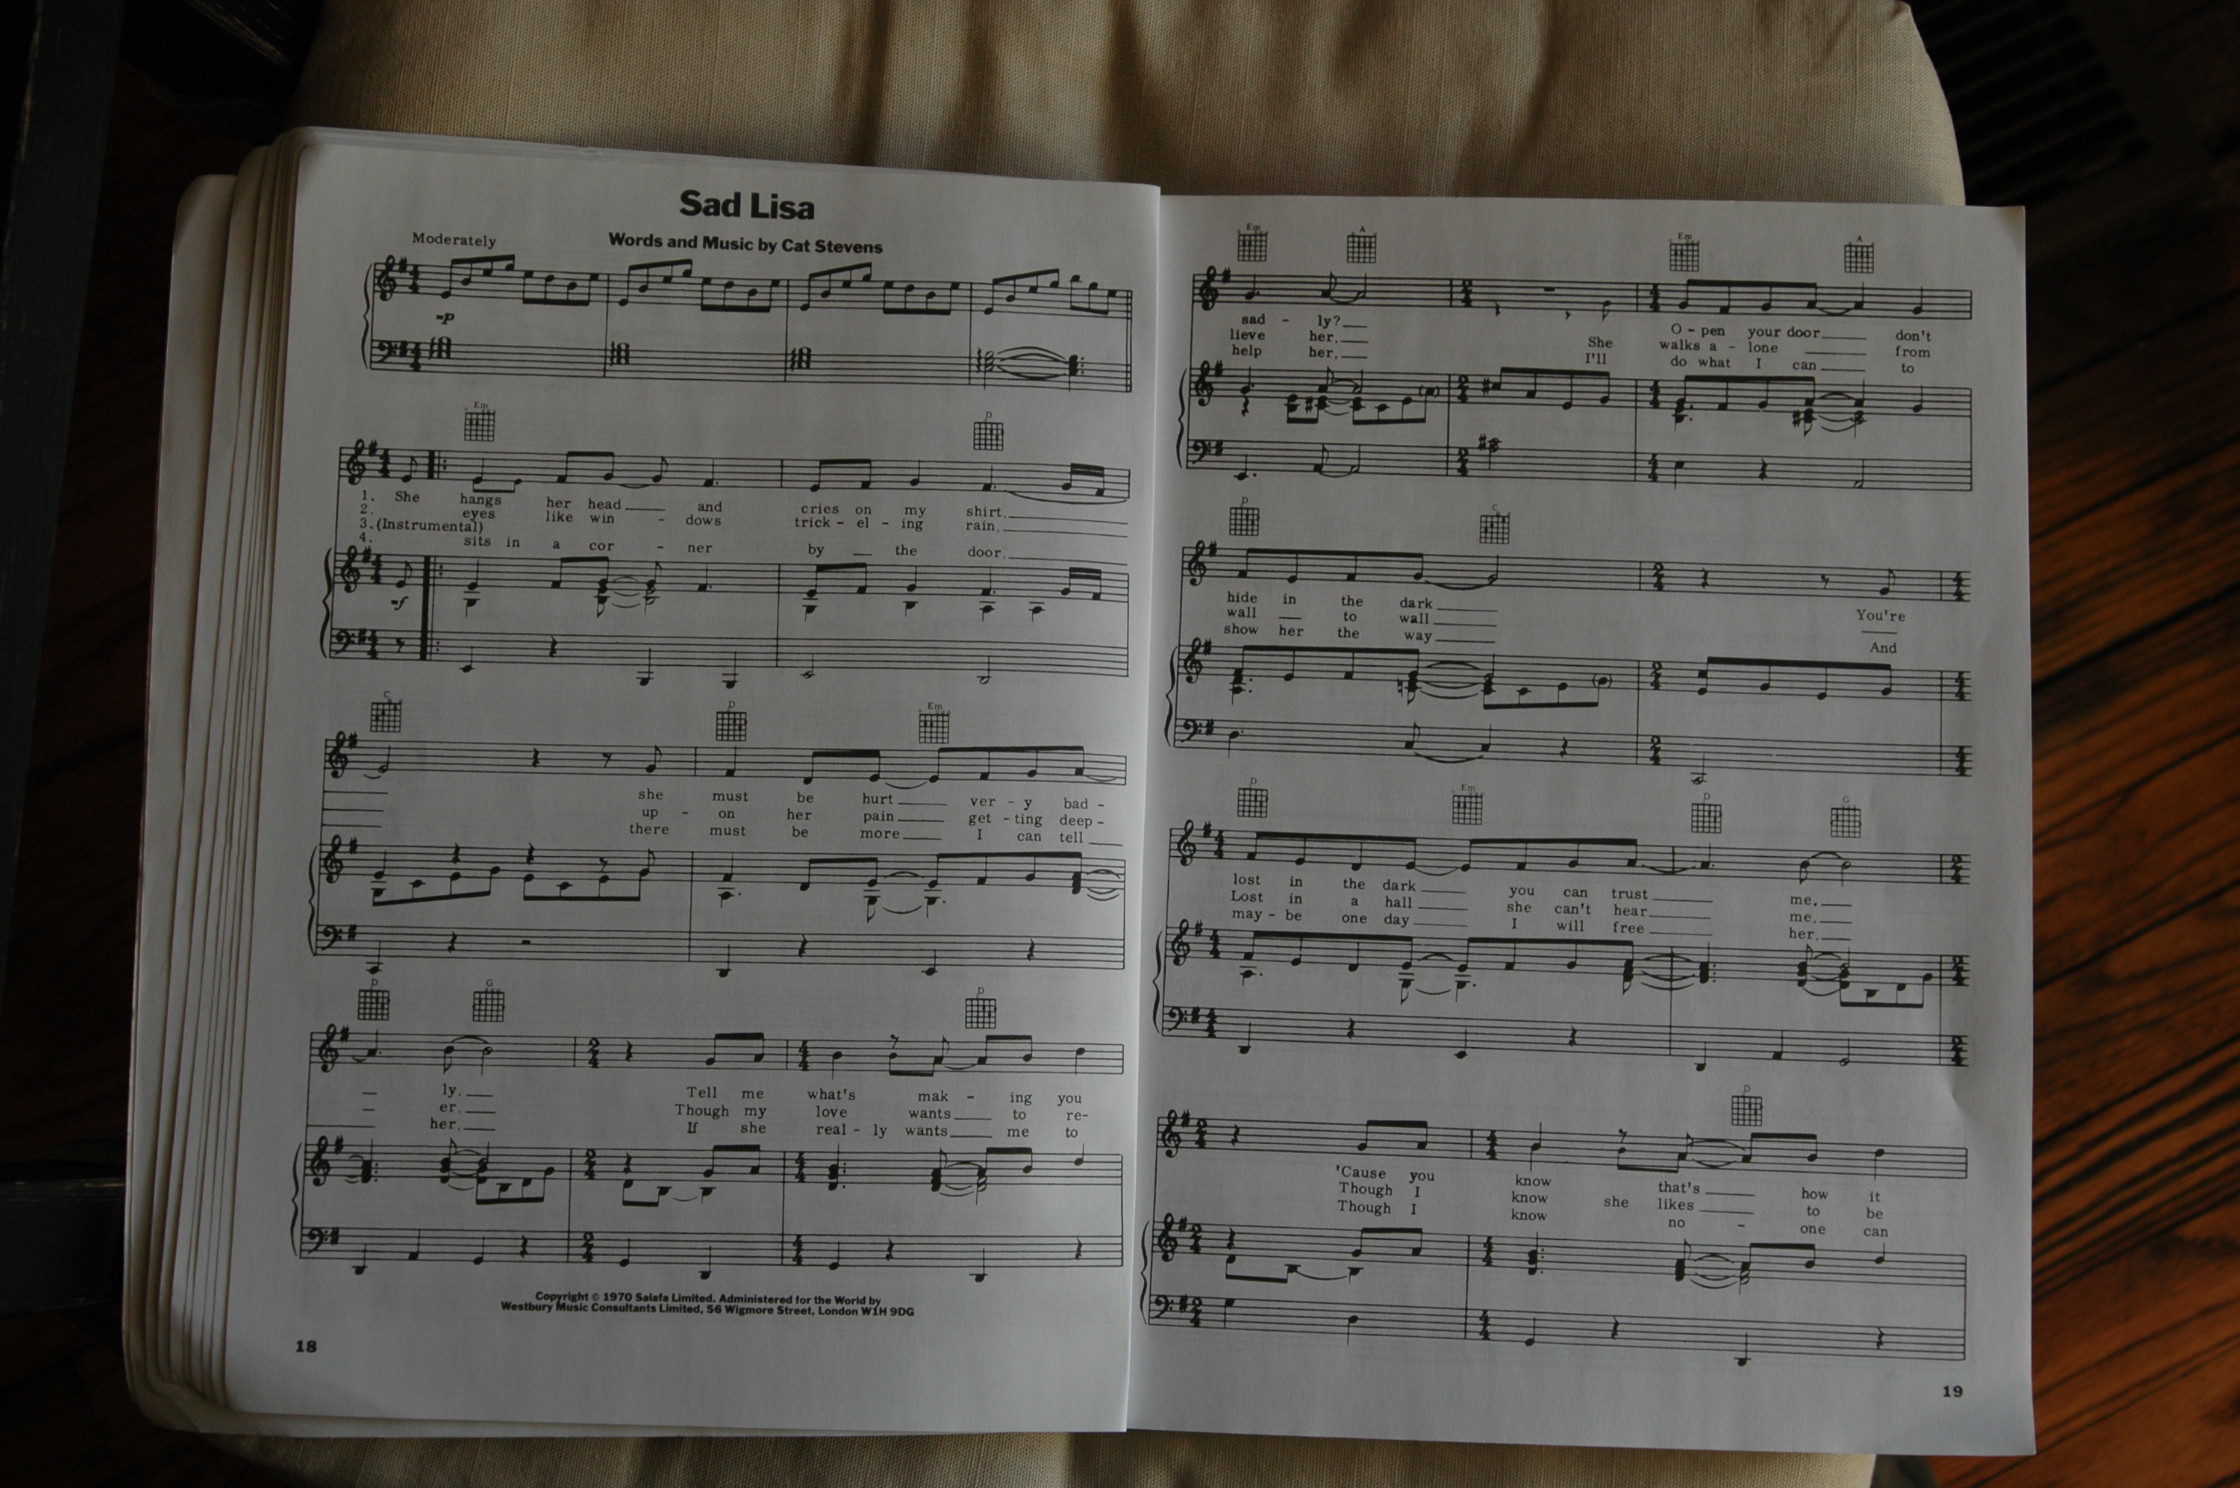 Sad Lisa
Moderately
Words and Music by Cat Stevens
mp
Em D
1. She hangs her head and cries on my shirt,
2. eyes like win - dows trick - el - ing rain,
3. (Instrumental)
4. sits in a cor - ner by the door.
mf
C D Em
she must be hurt ver - y bad -
up - on her pain get - ting deep -
there must be more I can tell
D G D
ly. Tell me what's mak - ing you
er. Though my love wants to re-
her. If she real - ly wants me to
Copyright © 1970 Salafa Limited. Administered for the World by
Westbury Music Consultants Limited, 56 Wigmore Street, London W1H 9DG
18
Em A Em A
sad - ly? O - pen your door don't
lieve her. She walks a - lone from
help her. I'll do what I can to
D C
hide in the dark You're
wall to wall
show her the way And
D Em D G
lost in the dark you can trust me.
Lost in a hall she can't hear me.
may - be one day I will free her.
D
'Cause you know that's how it
Though I know she likes to be
Though I know no - one can
19